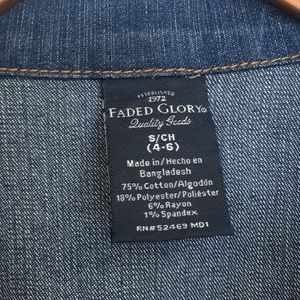 ESTABLISHED
1972
FADED GLORY®
Quality Goods
S/CH
(4-6)
Made in/Hecho en
Bangladesh
75% Cotton/Algodón
18% Polyester/Poliéster
6% Rayon
1% Spandex
RN#52469 MD1